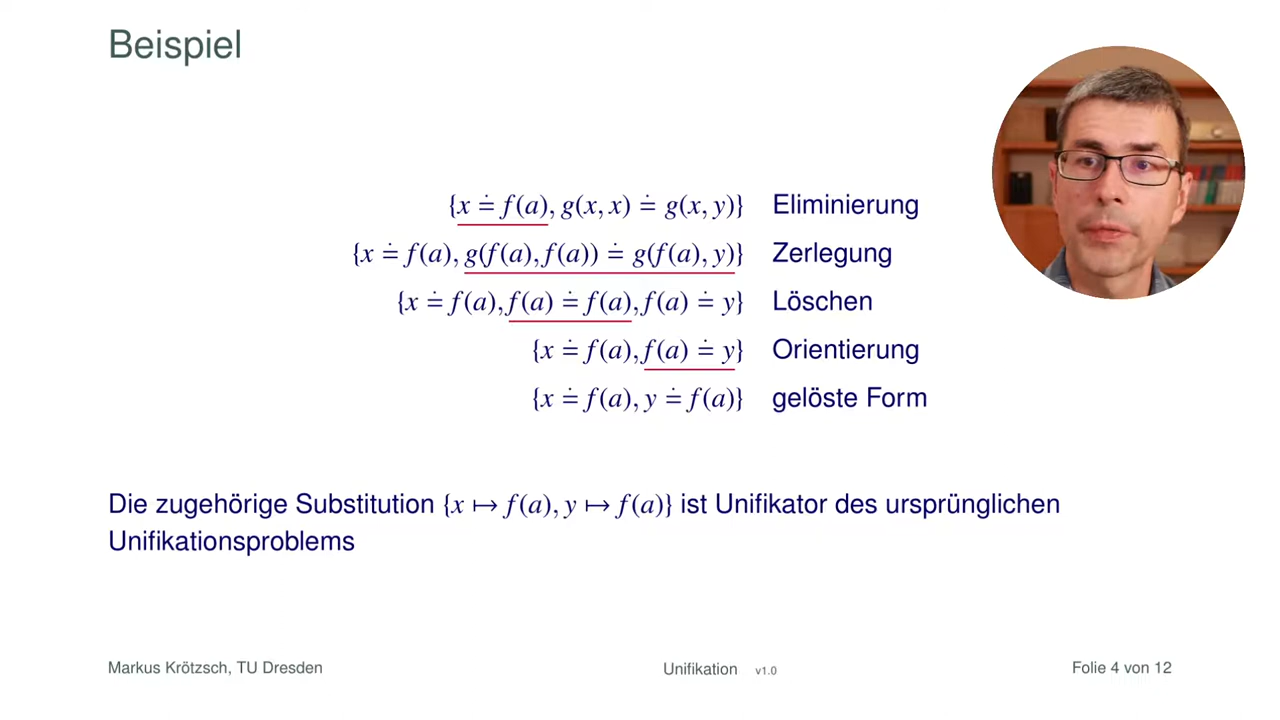 Beispiel
{x ≐ f(a), g(x, x) ≐ g(x, y)} Eliminierung
{x ≐ f(a), g(f(a), f(a)) ≐ g(f(a), y)} Zerlegung
{x ≐ f(a), f(a) ≐ f(a), f(a) ≐ y} Löschen
{x ≐ f(a), f(a) ≐ y} Orientierung
{x ≐ f(a), y ≐ f(a)} gelöste Form
Die zugehörige Substitution {x ↦ f(a), y ↦ f(a)} ist Unifikator des ursprünglichen
Unifikationsproblems
Markus Krötzsch, TU Dresden Unifikation v1.0 Folie 4 von 12